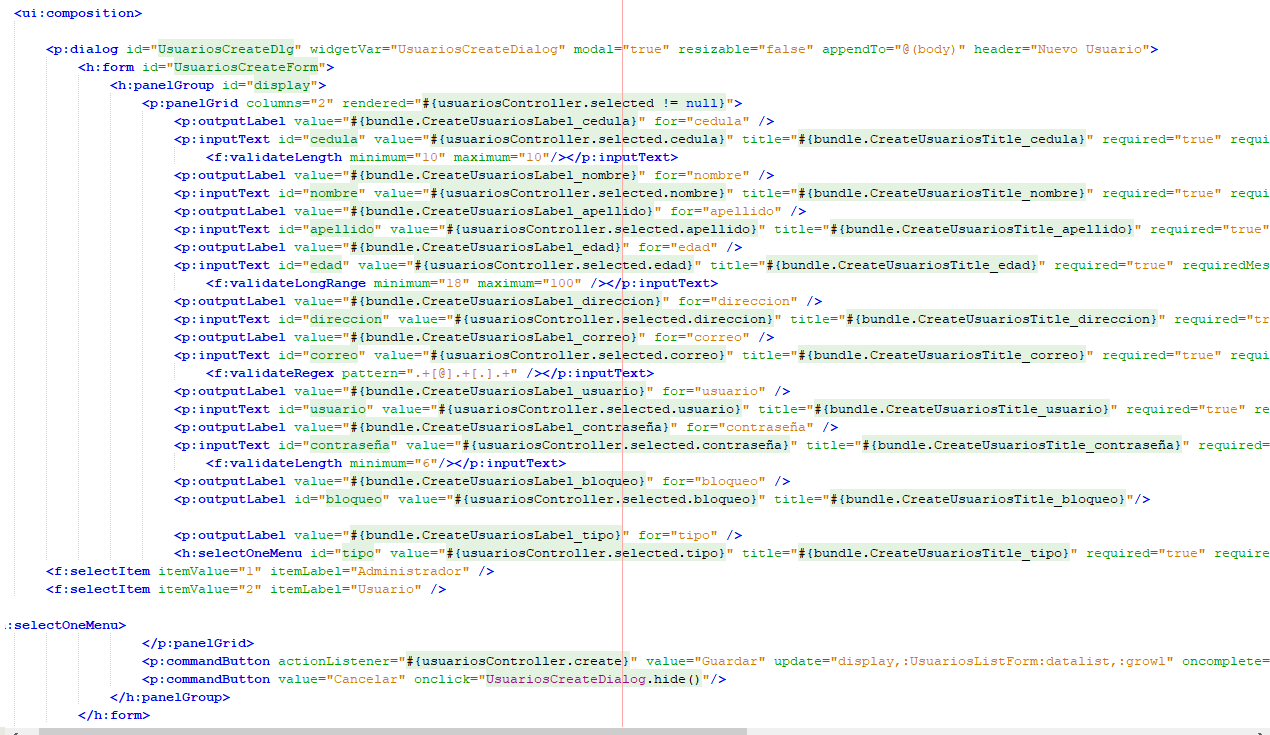 <ui:composition>
<p:dialog id="UsuariosCreateDlg" widgetVar="UsuariosCreateDialog" modal="true" resizable="false" appendTo="@(body)" header="Nuevo Usuario">
<h:form id="UsuariosCreateForm">
<h:panelGroup id="display">
<p:panelGrid columns="2" rendered="#{usuariosController.selected != null}">
<p:outputLabel value="#{bundle.CreateUsuariosLabel_cedula}" for="cedula" />
<p:inputText id="cedula" value="#{usuariosController.selected.cedula}" title="#{bundle.CreateUsuariosTitle_cedula}" required="true" requi
<f:validateLength minimum="10" maximum="10"/></p:inputText>
<p:outputLabel value="#{bundle.CreateUsuariosLabel_nombre}" for="nombre" />
<p:inputText id="nombre" value="#{usuariosController.selected.nombre}" title="#{bundle.CreateUsuariosTitle_nombre}" required="true" requi
<p:outputLabel value="#{bundle.CreateUsuariosLabel_apellido}" for="apellido" />
<p:inputText id="apellido" value="#{usuariosController.selected.apellido}" title="#{bundle.CreateUsuariosTitle_apellido}" required="true"
<p:outputLabel value="#{bundle.CreateUsuariosLabel_edad}" for="edad" />
<p:inputText id="edad" value="#{usuariosController.selected.edad}" title="#{bundle.CreateUsuariosTitle_edad}" required="true" requiredMes
<f:validateLongRange minimum="18" maximum="100" /></p:inputText>
<p:outputLabel value="#{bundle.CreateUsuariosLabel_direccion}" for="direccion" />
<p:inputText id="direccion" value="#{usuariosController.selected.direccion}" title="#{bundle.CreateUsuariosTitle_direccion}" required="tr
<p:outputLabel value="#{bundle.CreateUsuariosLabel_correo}" for="correo" />
<p:inputText id="correo" value="#{usuariosController.selected.correo}" title="#{bundle.CreateUsuariosTitle_correo}" required="true" requi
<f:validateRegex pattern=".+[@].+[.].+" /></p:inputText>
<p:outputLabel value="#{bundle.CreateUsuariosLabel_usuario}" for="usuario" />
<p:inputText id="usuario" value="#{usuariosController.selected.usuario}" title="#{bundle.CreateUsuariosTitle_usuario}" required="true" re
<p:outputLabel value="#{bundle.CreateUsuariosLabel_contraseña}" for="contraseña" />
<p:inputText id="contraseña" value="#{usuariosController.selected.contraseña}" title="#{bundle.CreateUsuariosTitle_contraseña}" required=
<f:validateLength minimum="6"/></p:inputText>
<p:outputLabel value="#{bundle.CreateUsuariosLabel_bloqueo}" for="bloqueo" />
<p:outputLabel id="bloqueo" value="#{usuariosController.selected.bloqueo}" title="#{bundle.CreateUsuariosTitle_bloqueo}"/>
<p:outputLabel value="#{bundle.CreateUsuariosLabel_tipo}" for="tipo" />
<h:selectOneMenu id="tipo" value="#{usuariosController.selected.tipo}" title="#{bundle.CreateUsuariosTitle_tipo}" required="true" require
<f:selectItem itemValue="1" itemLabel="Administrador" />
<f:selectItem itemValue="2" itemLabel="Usuario" />
:selectOneMenu>
</p:panelGrid>
<p:commandButton actionListener="#{usuariosController.create}" value="Guardar" update="display,:UsuariosListForm:datalist,:growl" oncomplete=
<p:commandButton value="Cancelar" onclick="UsuariosCreateDialog.hide()"/>
</h:panelGroup>
</h:form>